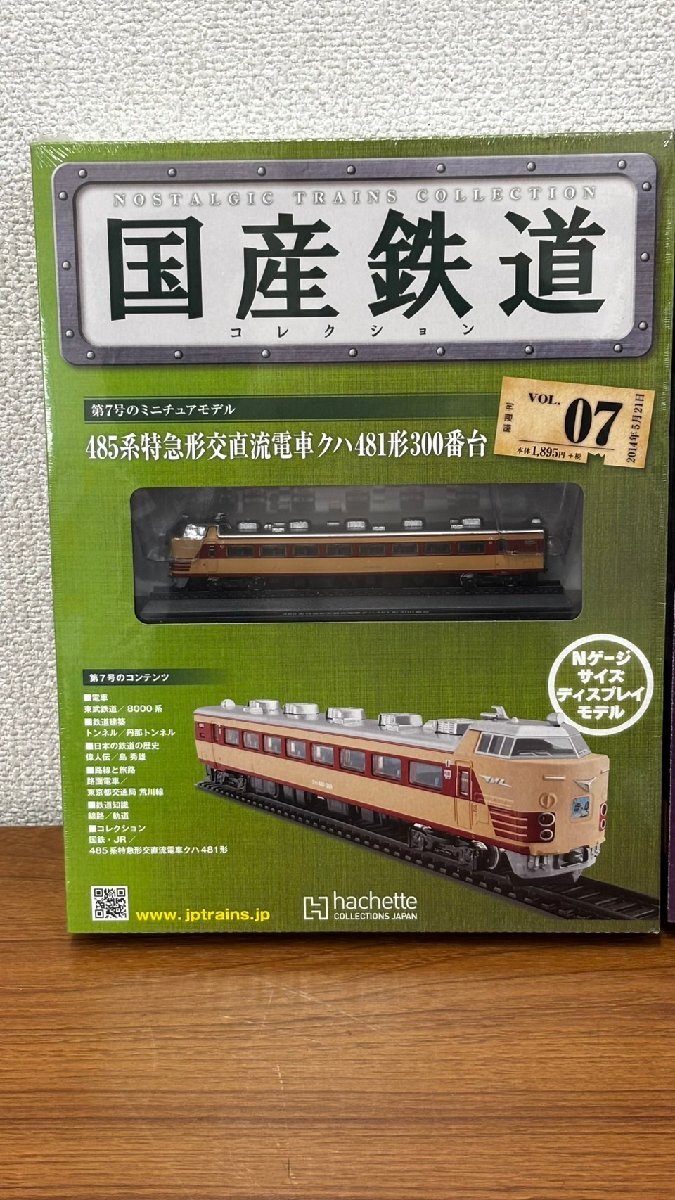 NOSTALGIC TRAINS COLLECTION
国産鉄道
コレクション
第7号のミニチュアモデル
485系特急形交直流電車クハ481形300番台
隔週刊
VOL. 07
本体1,895円+税
2014年5月21日
Nゲージ
サイズ
ディスプレイ
モデル
第7号のコンテンツ
■電車
東武鉄道/8000系
■鉄道建築
トンネル/丹那トンネル
■日本の鉄道の歴史
偉人伝/島 秀雄
■路線と旅路
路面電車/
東京都交通局 荒川線
■鉄道知識
線路/軌道
■コレクション
国鉄・JR/
485系特急形交直流電車クハ481形
www.jptrains.jp
hachette
COLLECTIONS JAPAN